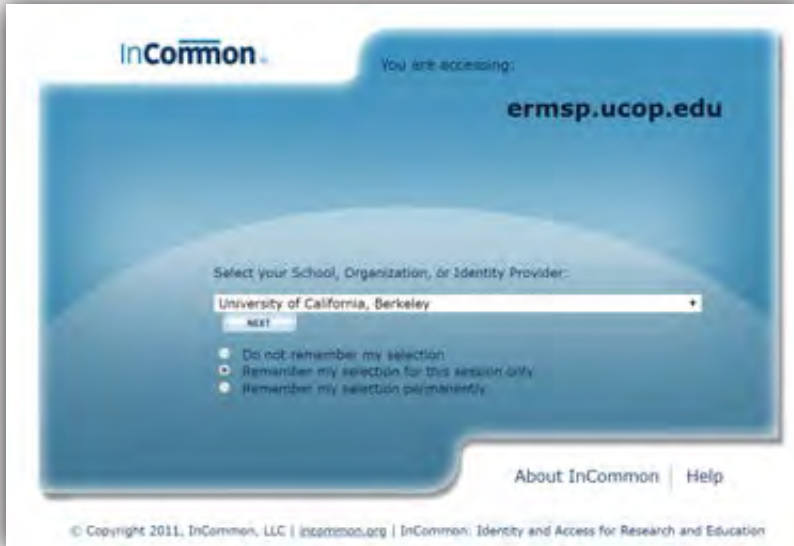 InCommon
You are accessing:
ermsp.ucop.edu
Select your School, Organization, or Identity Provider:
University of California, Berkeley
NEXT
Do not remember my selection
Remember my selection for this session only
Remember my selection permanently
About InCommon | Help
© Copyright 2011, InCommon, LLC | incommon.org | InCommon: Identity and Access for Research and Education